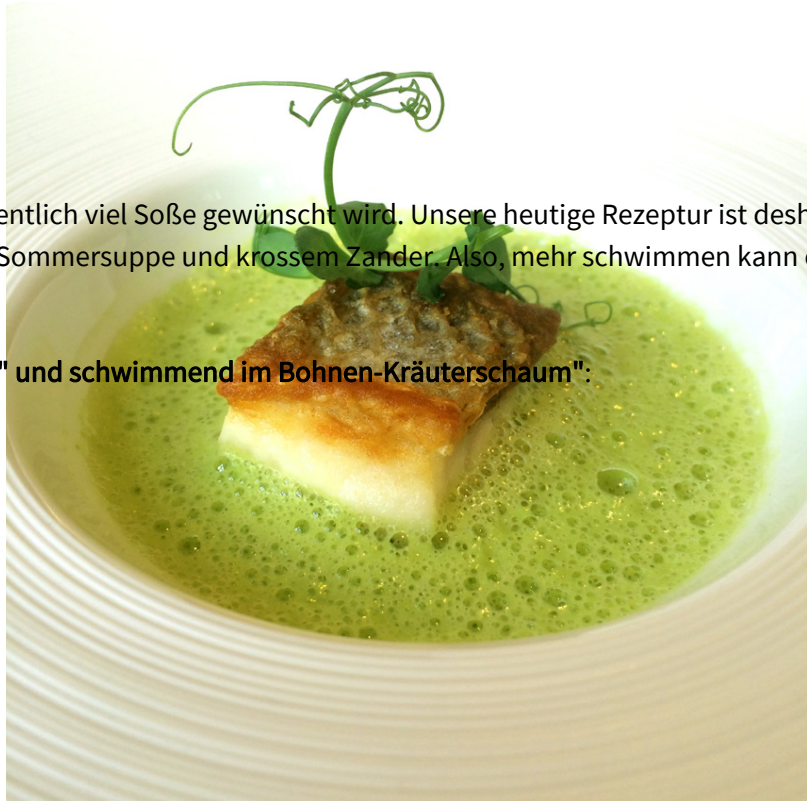 entlich viel Soße gewünscht wird. Unsere heutige Rezeptur ist
Sommersuppe und krossem Zander. Also, mehr schwimmen kann
" und schwimmend im Bohnen-Kräuterschaum":